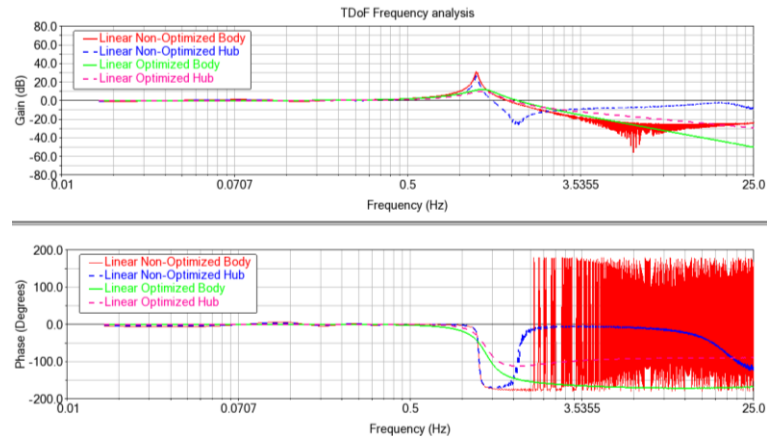 TDoF Frequency analysis
80.0
60.0
40.0
20.0
0.0
-20.0
-40.0
-60.0
-80.0
Gain (dB)
Linear Non-Optimized Body
Linear Non-Optimized Hub
Linear Optimized Body
Linear Optimized Hub
0.01
0.0707
0.5
3.5355
25.0
Frequency (Hz)
200.0
100.0
0.0
-100.0
-200.0
Phase (Degrees)
Linear Non-Optimized Body
Linear Non-Optimized Hub
Linear Optimized Body
Linear Optimized Hub
0.01
0.0707
0.5
3.5355
25.0
Frequency (Hz)